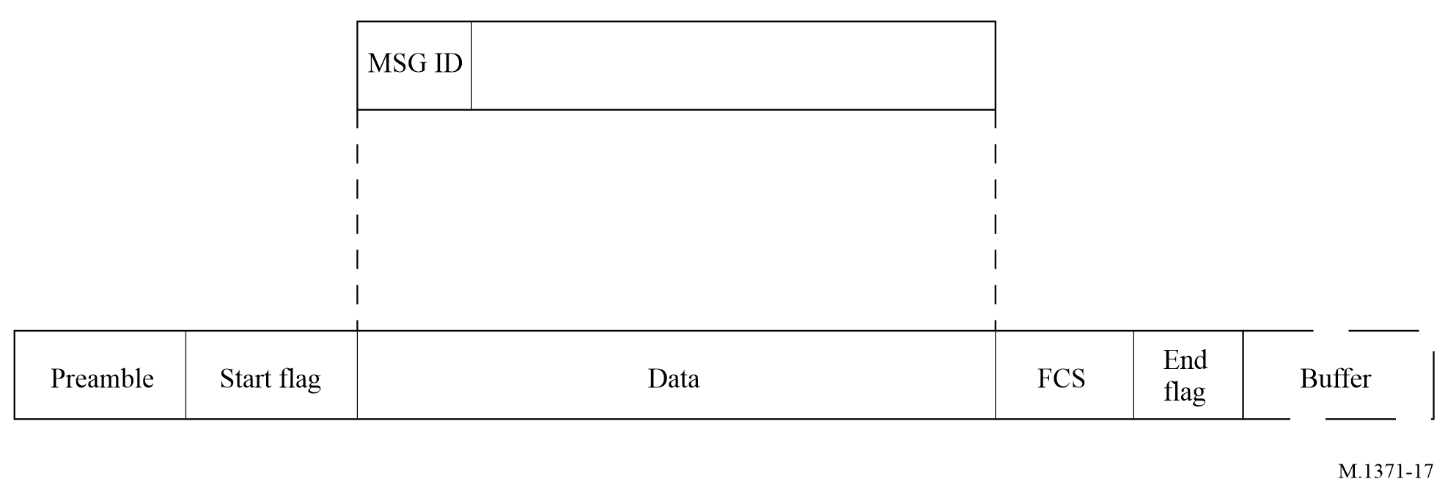 MSG ID
Preamble
Start flag
Data
FCS
End
flag
Buffer
M.1371-17